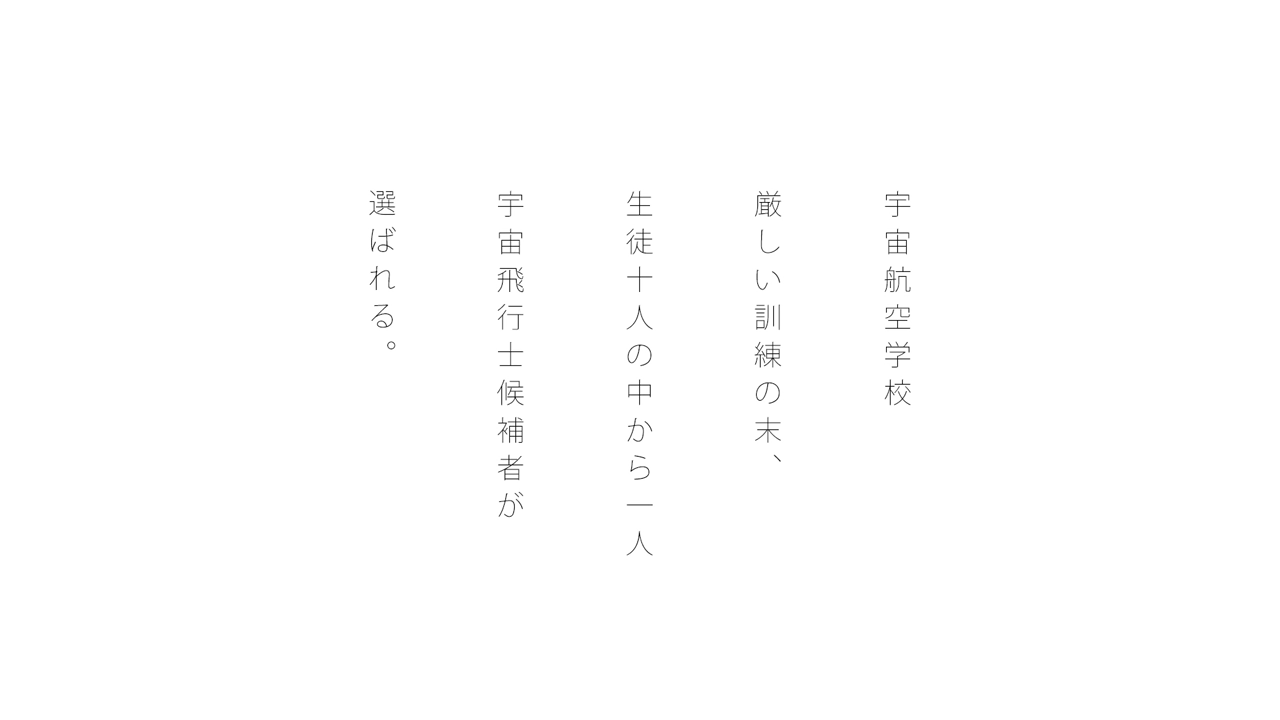 宇宙航空学校
厳しい訓練の末、
生徒十人の中から一人
宇宙飛行士候補者が
選ばれる。